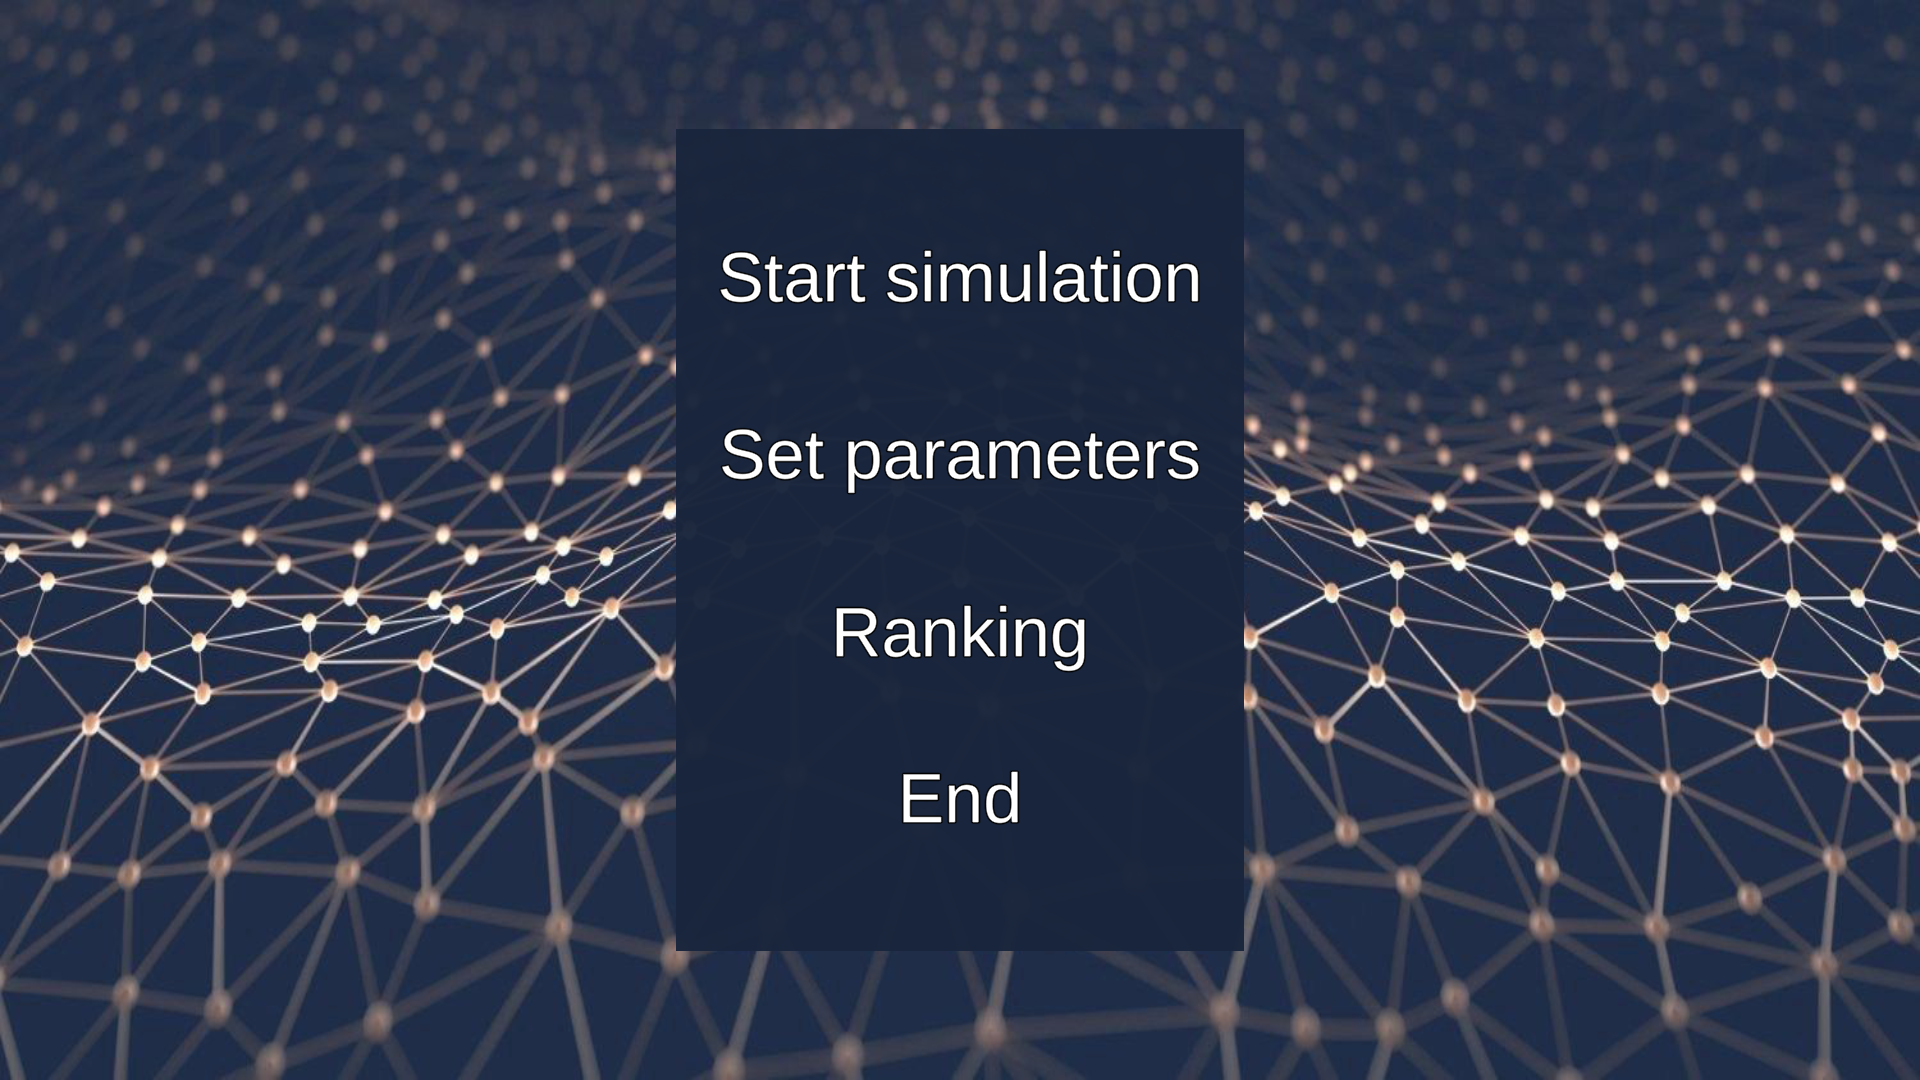 Start simulation
Set parameters
Ranking
End